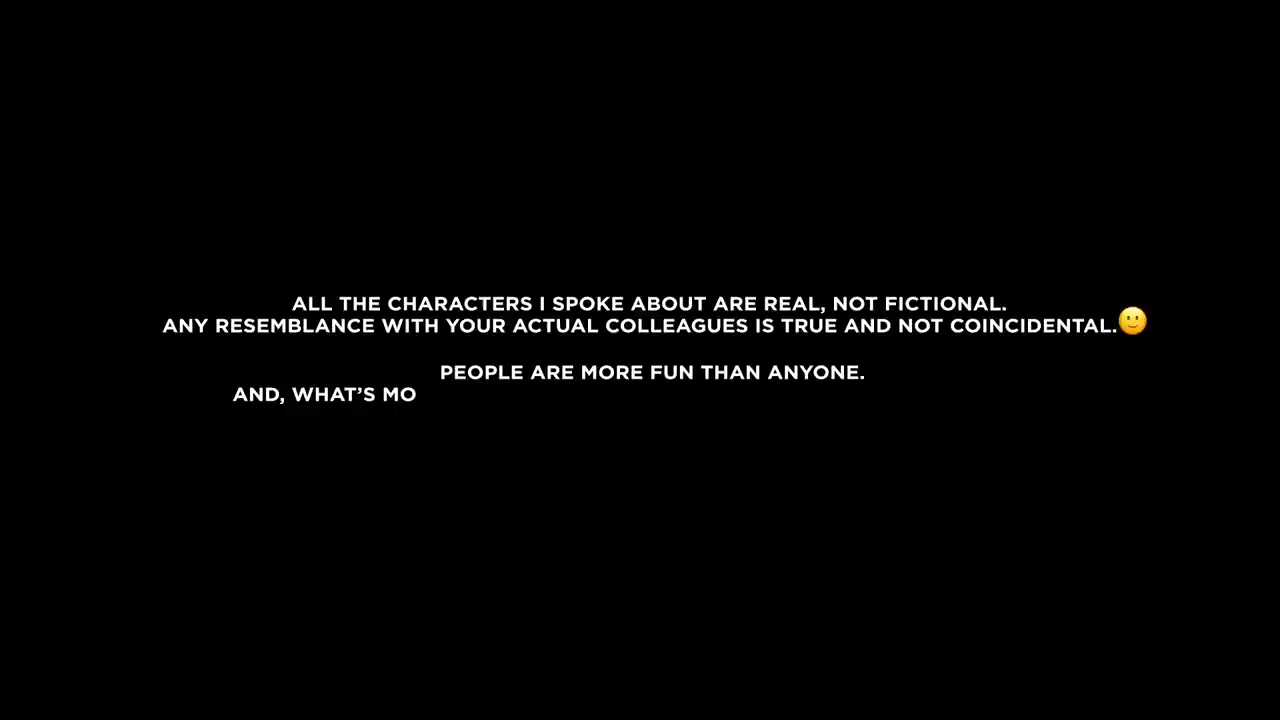 ALL THE CHARACTERS I SPOKE ABOUT ARE REAL, NOT FICTIONAL.
ANY RESEMBLANCE WITH YOUR ACTUAL COLLEAGUES IS TRUE AND NOT COINCIDENTAL.🙂
PEOPLE ARE MORE FUN THAN ANYONE.
AND, WHAT’S MO